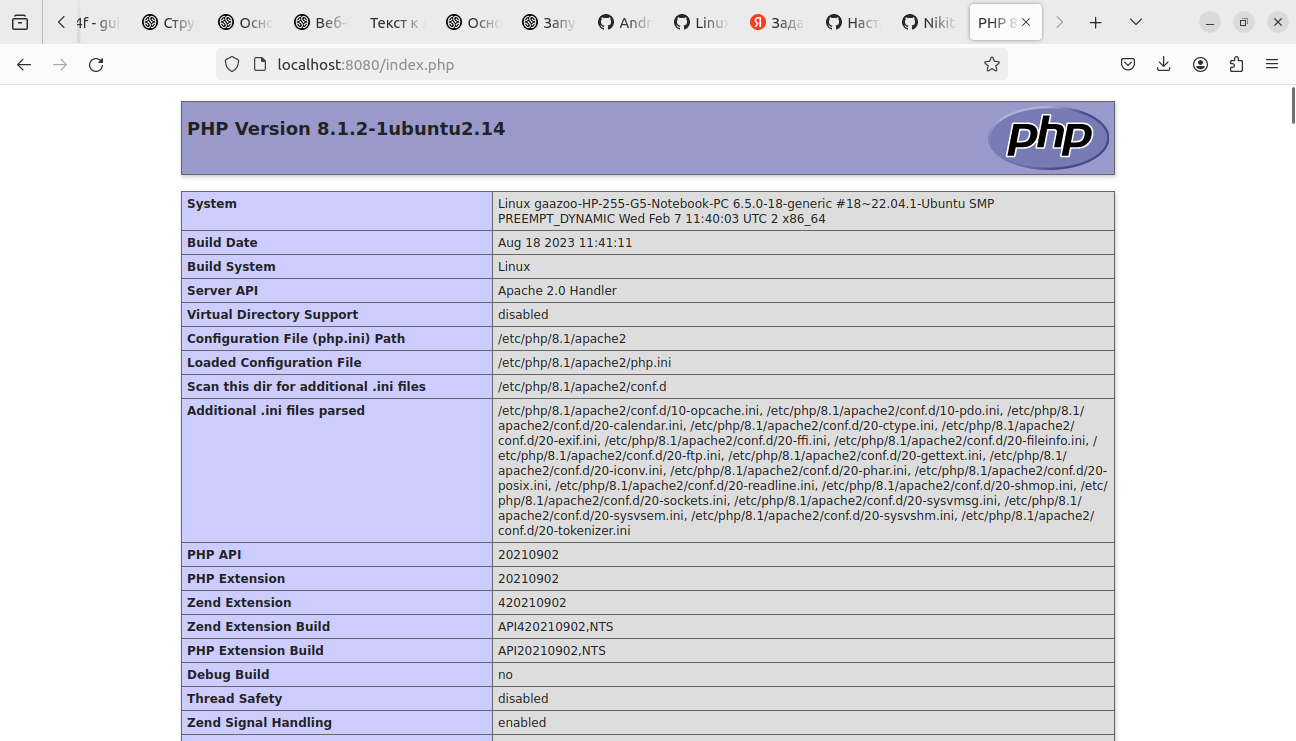 4f - gui
Стру
Осно
Веб-
Текст к
Осно
Запу
Andr
Linux
Зада
Наст
Nikit
PHP 8
localhost:8080/index.php
PHP Version 8.1.2-1ubuntu2.14
php
System
Linux gaazoo-HP-255-G5-Notebook-PC 6.5.0-18-generic #18~22.04.1-Ubuntu SMP
PREEMPT_DYNAMIC Wed Feb 7 11:40:03 UTC 2 x86_64
Build Date
Aug 18 2023 11:41:11
Build System
Linux
Server API
Apache 2.0 Handler
Virtual Directory Support
disabled
Configuration File (php.ini) Path
/etc/php/8.1/apache2
Loaded Configuration File
/etc/php/8.1/apache2/php.ini
Scan this dir for additional .ini files
/etc/php/8.1/apache2/conf.d
Additional .ini files parsed
/etc/php/8.1/apache2/conf.d/10-opcache.ini, /etc/php/8.1/apache2/conf.d/10-pdo.ini, /etc/php/8.1/
apache2/conf.d/20-calendar.ini, /etc/php/8.1/apache2/conf.d/20-ctype.ini, /etc/php/8.1/apache2/
conf.d/20-exif.ini, /etc/php/8.1/apache2/conf.d/20-ffi.ini, /etc/php/8.1/apache2/conf.d/20-fileinfo.ini, /
etc/php/8.1/apache2/conf.d/20-ftp.ini, /etc/php/8.1/apache2/conf.d/20-gettext.ini, /etc/php/8.1/
apache2/conf.d/20-iconv.ini, /etc/php/8.1/apache2/conf.d/20-phar.ini, /etc/php/8.1/apache2/conf.d/20-
posix.ini, /etc/php/8.1/apache2/conf.d/20-readline.ini, /etc/php/8.1/apache2/conf.d/20-shmop.ini, /etc/
php/8.1/apache2/conf.d/20-sockets.ini, /etc/php/8.1/apache2/conf.d/20-sysvmsg.ini, /etc/php/8.1/
apache2/conf.d/20-sysvsem.ini, /etc/php/8.1/apache2/conf.d/20-sysvshm.ini, /etc/php/8.1/apache2/
conf.d/20-tokenizer.ini
PHP API
20210902
PHP Extension
20210902
Zend Extension
420210902
Zend Extension Build
API420210902,NTS
PHP Extension Build
API20210902,NTS
Debug Build
no
Thread Safety
disabled
Zend Signal Handling
enabled